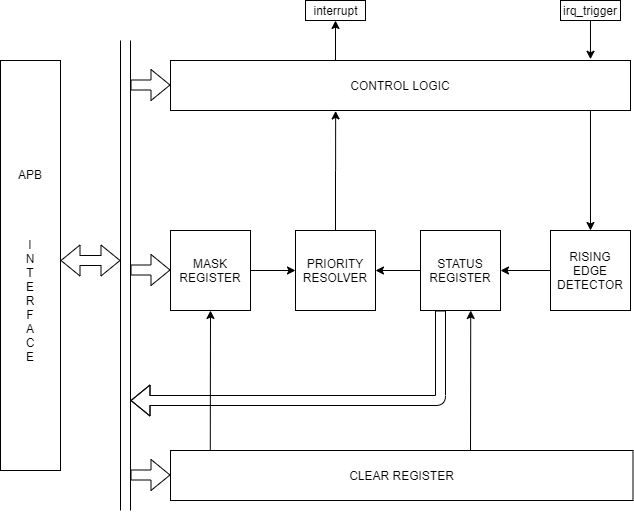 interrupt
irq_trigger
CONTROL LOGIC
APB
I
N
T
E
R
F
A
C
E
MASK
REGISTER
PRIORITY
RESOLVER
STATUS
REGISTER
RISING
EDGE
DETECTOR
CLEAR REGISTER